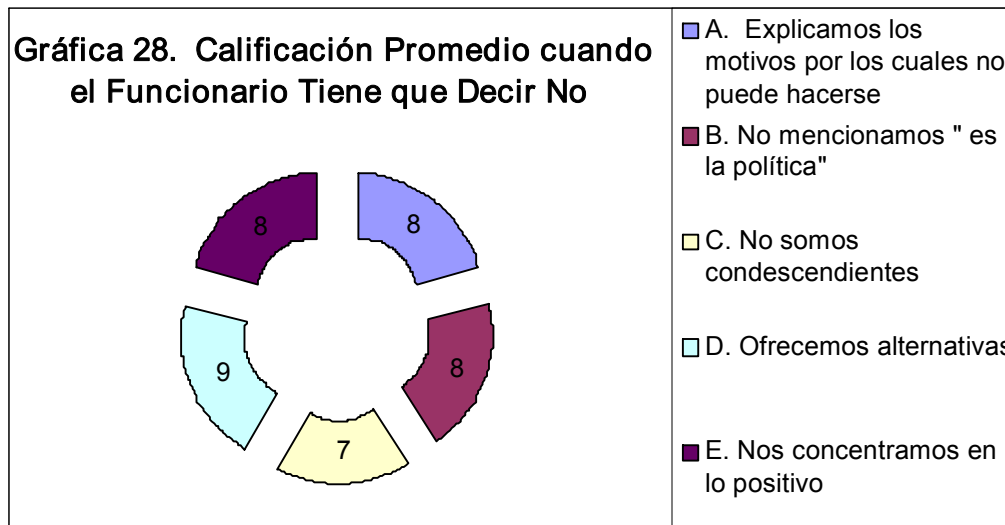 Gráfica 28. Calificación Promedio cuando
el Funcionario Tiene que Decir No
8
8
8
9
7
A. Explicamos los
motivos por los cuales no
puede hacerse
B. No mencionamos " es
la política"
C. No somos
condescendientes
D. Ofrecemos alternativas
E. Nos concentramos en
lo positivo